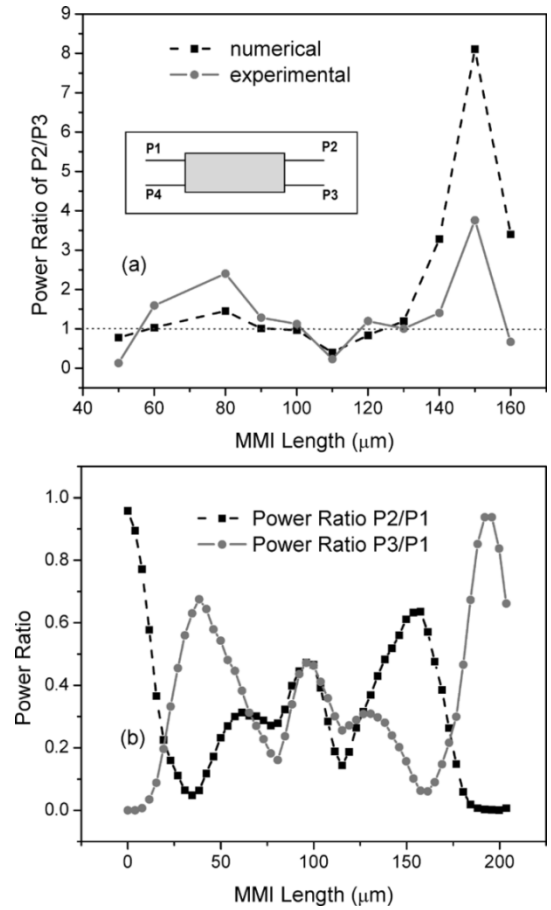 9
8
7
6
5
4
3
2
1
0
Power Ratio of P2/P3
numerical
experimental
P1 P2
P4 P3
(a)
40 60 80 100 120 140 160
MMI Length (μm)
1.0
0.8
0.6
0.4
0.2
0.0
Power Ratio
Power Ratio P2/P1
Power Ratio P3/P1
(b)
0 50 100 150 200
MMI Length (μm)